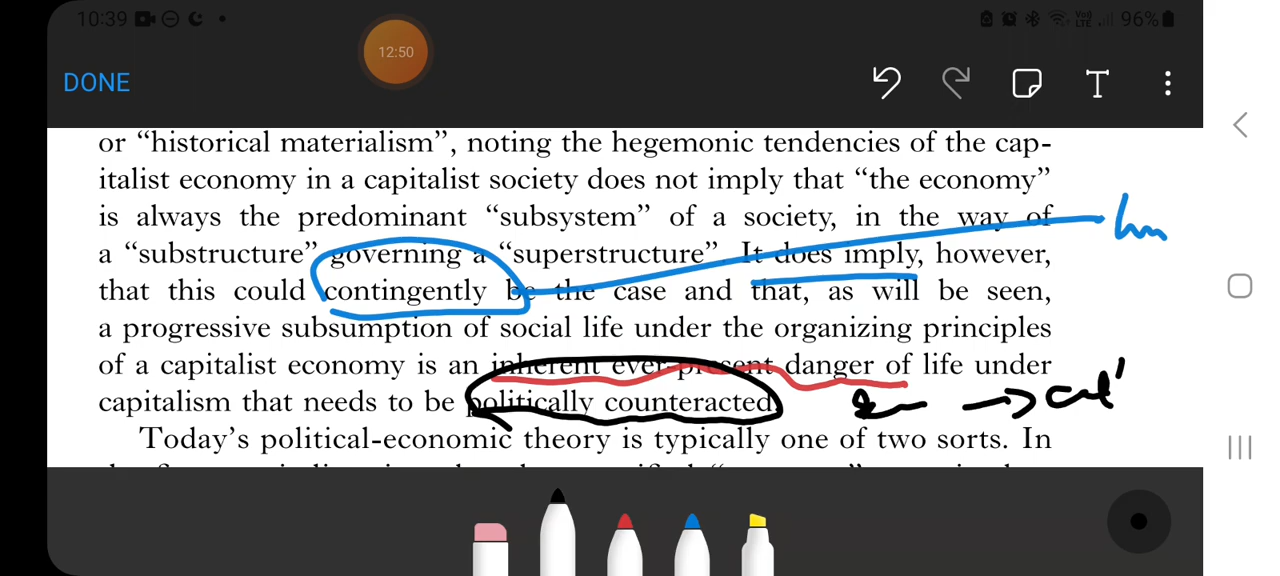 10:39 96%
12:50
DONE
T
or “historical materialism”, noting the hegemonic tendencies of the cap-
italist economy in a capitalist society does not imply that “the economy”
is always the predominant “subsystem” of a society, in the way of
a “substructure” governing a “superstructure”. It does imply, however,
that this could contingently be the case and that, as will be seen,
a progressive subsumption of social life under the organizing principles
of a capitalist economy is an inherent ever-present danger of life under
capitalism that needs to be politically counteracted.
Today’s political-economic theory is typically one of two sorts. In